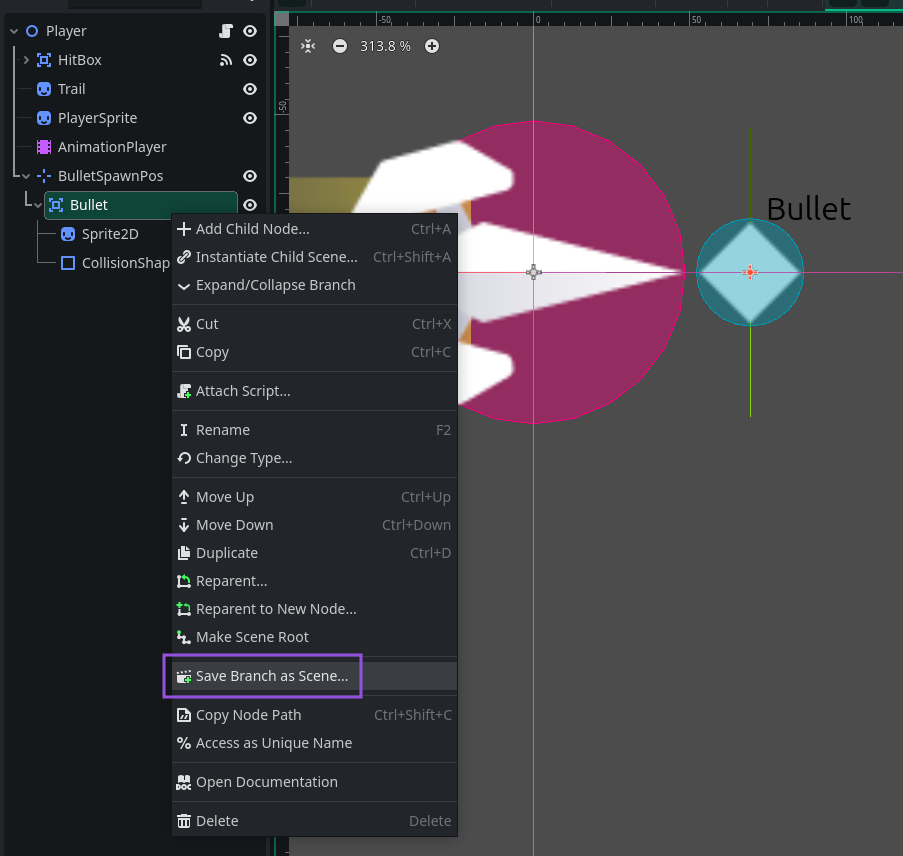 Player
HitBox
Trail
PlayerSprite
AnimationPlayer
BulletSpawnPos
Bullet
Sprite2D
CollisionShap
Add Child Node... Ctrl+A
Instantiate Child Scene... Ctrl+Shift+A
Expand/Collapse Branch
Cut Ctrl+X
Copy Ctrl+C
Attach Script...
Rename F2
Change Type...
Move Up Ctrl+Up
Move Down Ctrl+Down
Duplicate Ctrl+D
Reparent...
Reparent to New Node...
Make Scene Root
Save Branch as Scene...
Copy Node Path Ctrl+Shift+C
Access as Unique Name
DOC Open Documentation
Delete Delete
-50 0 50 100
313.8 %
-50
Bullet